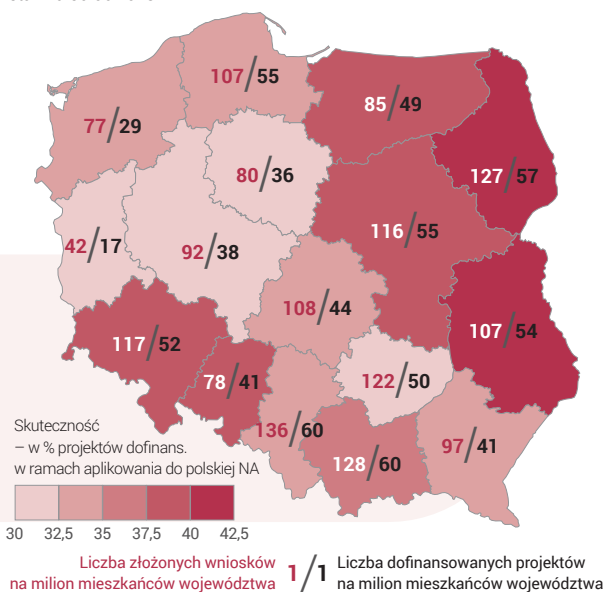 107/55
85/49
77/29
127/57
80/36
116/55
42/17
92/38
108/44
107/54
117/52
78/41
122/50
136/60
97/41
128/60
Skuteczność
– w % projektów dofinans.
w ramach aplikowania do polskiej NA
30 32,5 35 37,5 40 42,5
Liczba złożonych wniosków
na milion mieszkańców województwa
1/1
Liczba dofinansowanych projektów
na milion mieszkańców województwa